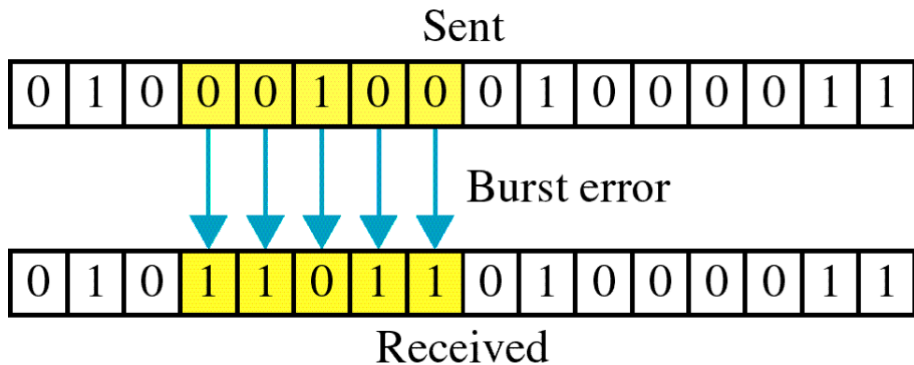 Sent
0 1 0 0 0 1 0 0 0 1 0 0 0 0 1 1
Burst error
0 1 0 1 1 0 1 1 0 1 0 0 0 0 1 1
Received